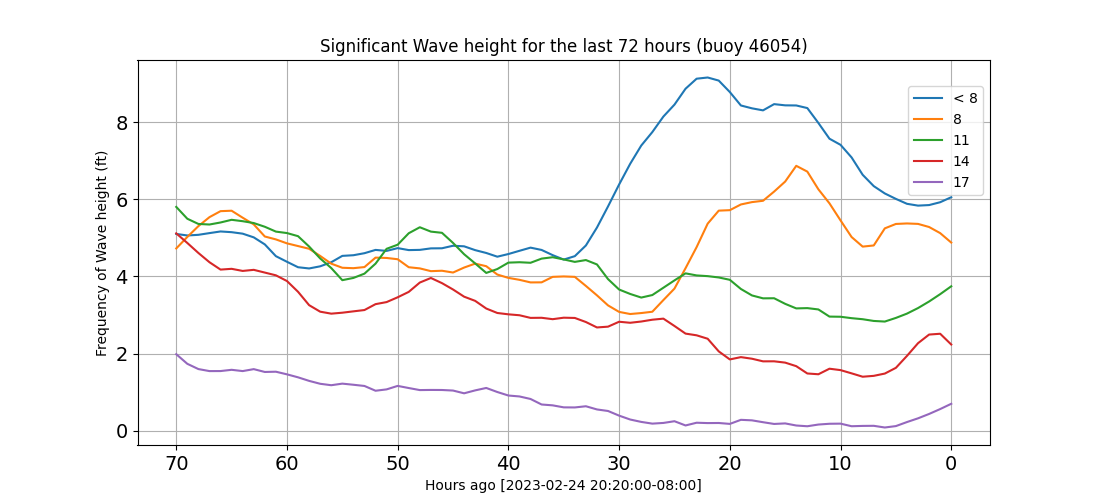 Significant Wave height for the last 72 hours (buoy 46054)
Frequency of Wave height (ft)
8
6
4
2
0
< 8
8
11
14
17
70 60 50 40 30 20 10 0
Hours ago [2023-02-24 20:20:00-08:00]